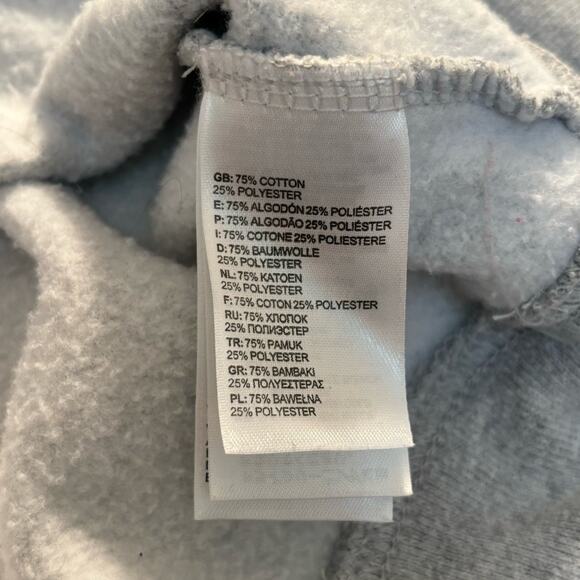 GB: 75% COTTON
25% POLYESTER
E: 75% ALGODÓN 25% POLIÉSTER
P: 75% ALGODÃO 25% POLIÉSTER
I: 75% COTONE 25% POLIESTERE
D: 75% BAUMWOLLE
25% POLYESTER
NL: 75% KATOEN
25% POLYESTER
F: 75% COTON 25% POLYESTER
RU: 75% ХЛОПОК
25% ПОЛИЭСТЕР
TR: 75% PAMUK
25% POLYESTER
GR: 75% BAMBAKI
25% ΠΟΛΥΕΣΤΕΡΑΣ
PL: 75% BAWEŁNA
25% POLYESTER